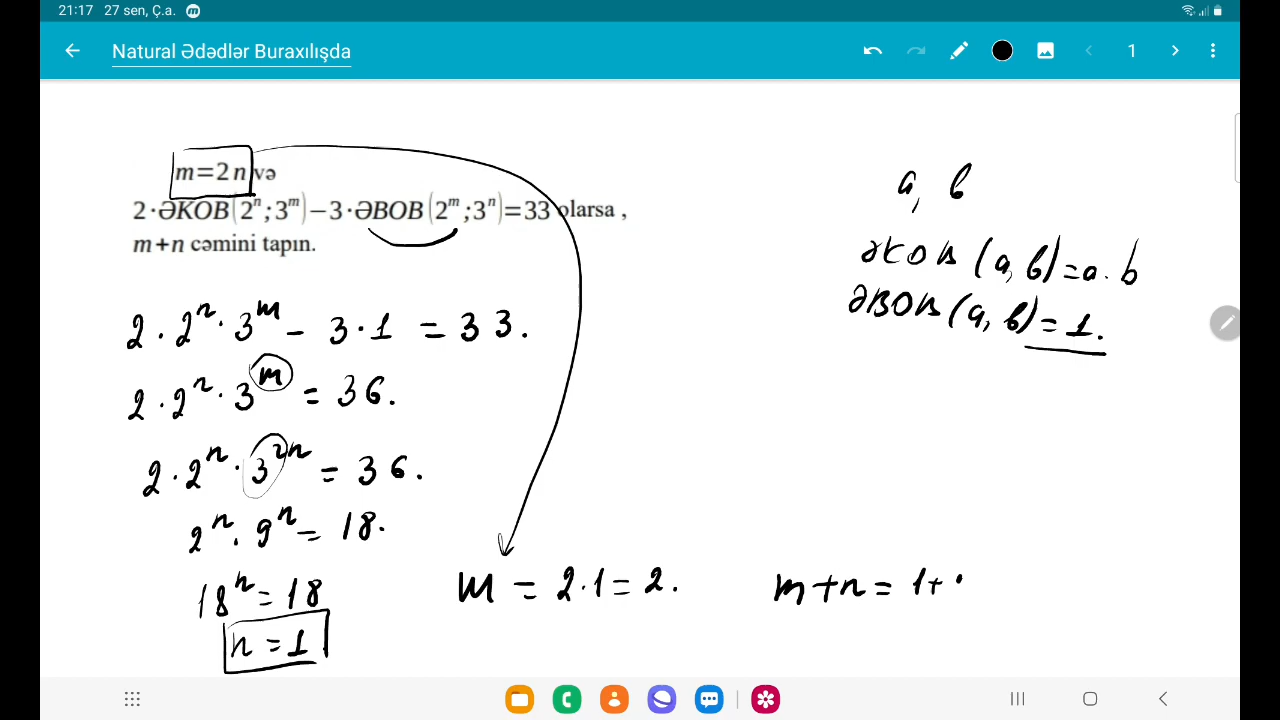 21:17 27 sen, Ç.a. m
Natural Ədədlər Buraxılışda
1
m=2n və
2·ƏKOB(2ⁿ;3ᵐ)−3·ƏBOB(2ᵐ;3ⁿ)=33 olarsa ,
m+n cəmini tapın.
2·2ⁿ·3ᵐ − 3·1 = 33.
2·2ⁿ·3ᵐ = 36.
2·2ⁿ·3²ⁿ = 36.
2ⁿ·9ⁿ = 18.
18ⁿ = 18
n = 1
m = 2·1 = 2.
m+n = 1+
a, b
ƏKOB (a, b) = a·b
ƏBOB (a, b) = 1.